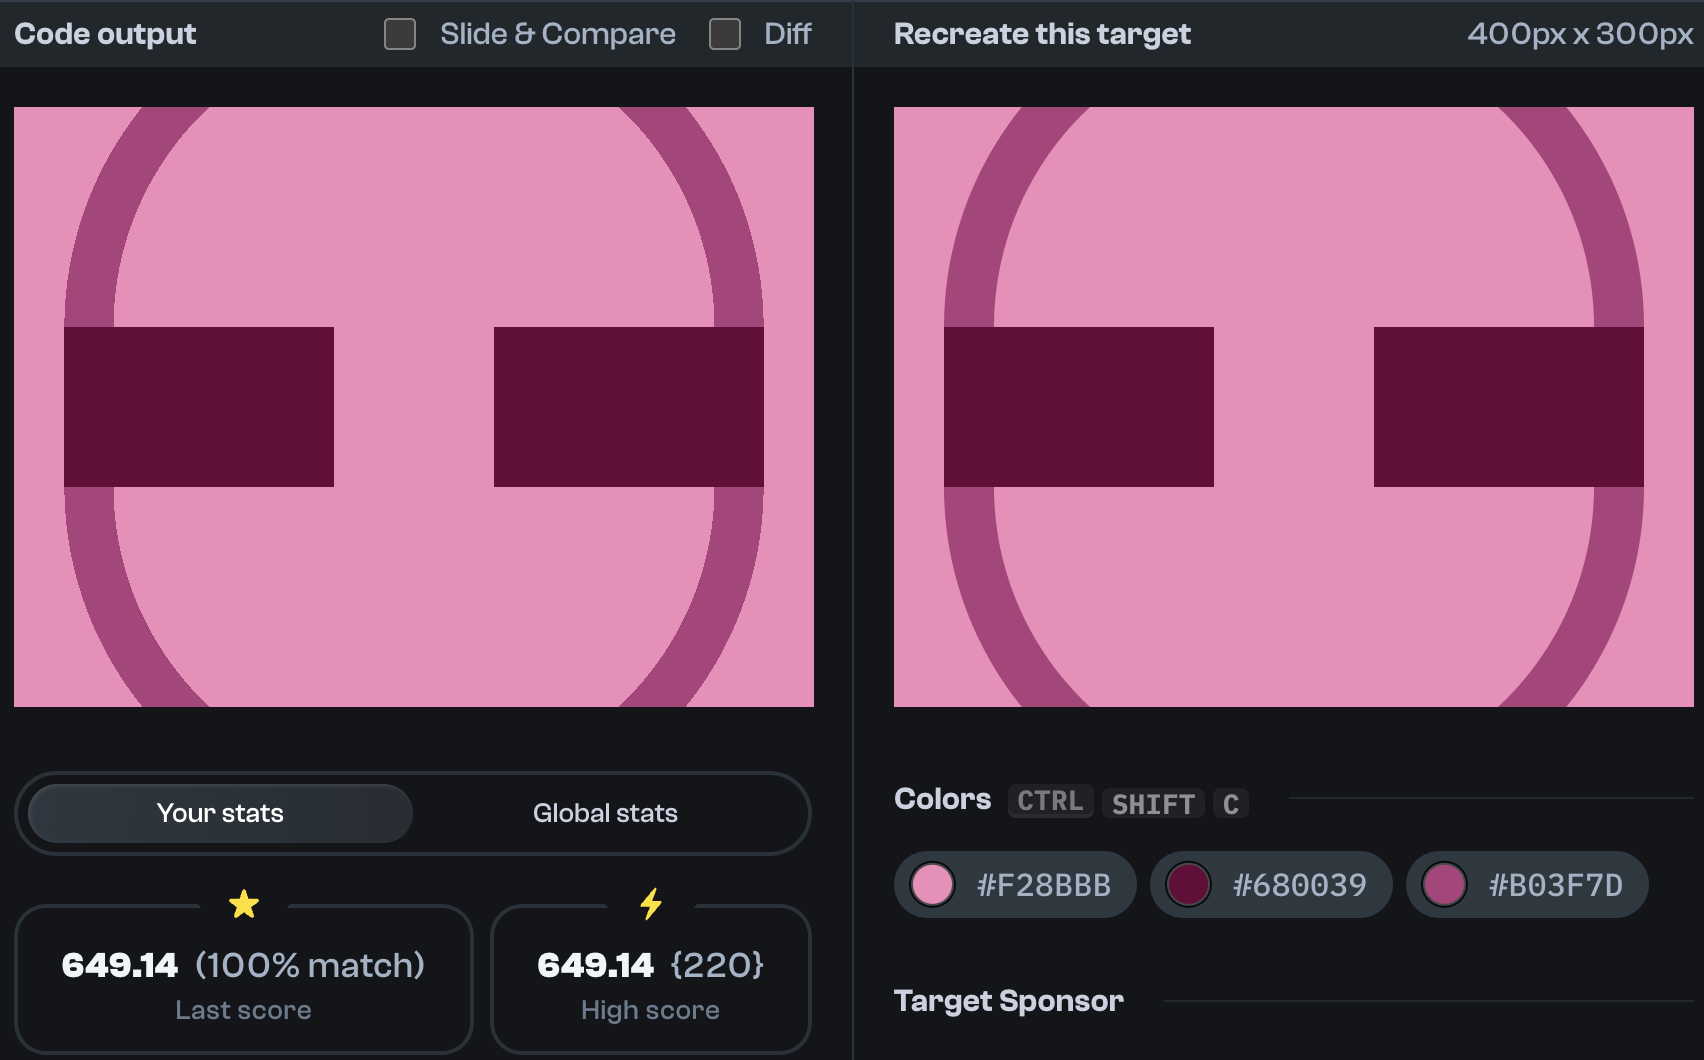 Code output
Slide & Compare
Diff
Recreate this target
400px x 300px
Your stats
Global stats
649.14 (100% match)
Last score
649.14 {220}
High score
Colors CTRL SHIFT C
#F28BBB
#680039
#B03F7D
Target Sponsor